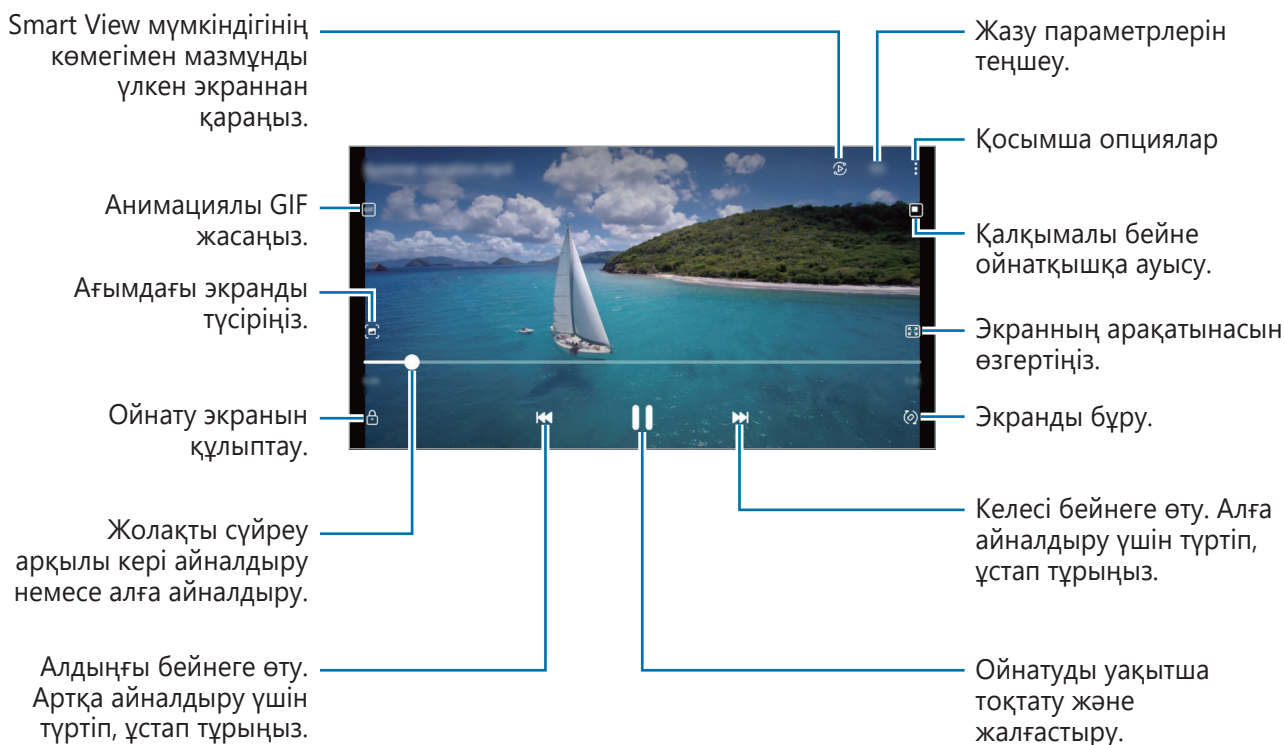 Smart View мүмкіндігінің
көмегімен мазмұнды
үлкен экраннан
қараңыз.
Анимациялы GIF
жасаңыз.
Ағымдағы экранды
түсіріңіз.
Ойнату экранын
құлыптау.
Жолақты сүйреу
арқылы кері айналдыру
немесе алға айналдыру.
Алдыңғы бейнеге өту.
Артқа айналдыру үшін
түртіп, ұстап тұрыңыз.
Жазу параметрлерін
теңшеу.
Қосымша опциялар
Қалқымалы бейне
ойнатқышқа ауысу.
Экранның арақатынасын
өзгертіңіз.
Экранды бұру.
Келесі бейнеге өту. Алға
айналдыру үшін түртіп,
ұстап тұрыңыз.
Ойнатуды уақытша
тоқтату және
жалғастыру.